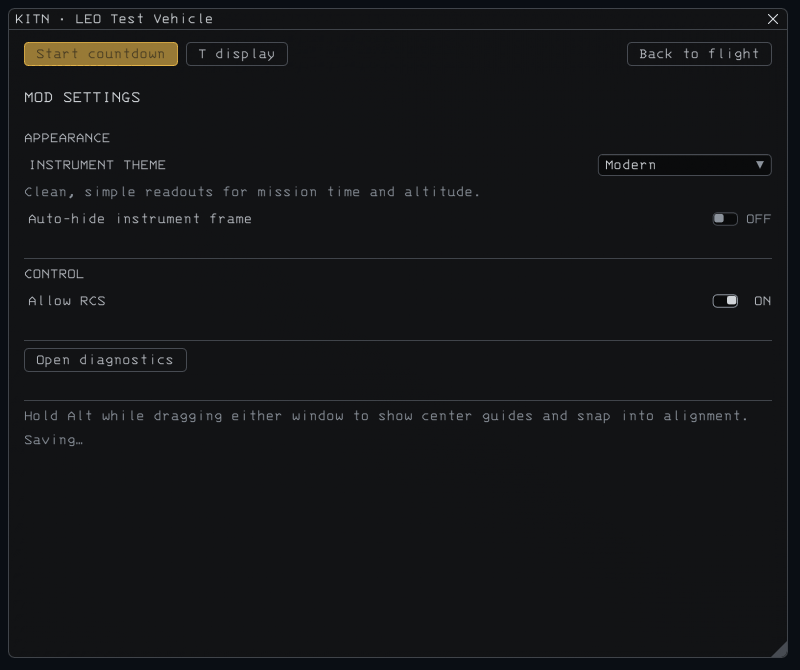 KITN · LEO Test Vehicle
Start countdown T display Back to flight
MOD SETTINGS
APPEARANCE
INSTRUMENT THEME Modern
Clean, simple readouts for mission time and altitude.
Auto-hide instrument frame OFF
CONTROL
Allow RCS ON
Open diagnostics
Hold Alt while dragging either window to show center guides and snap into alignment.
Saving…